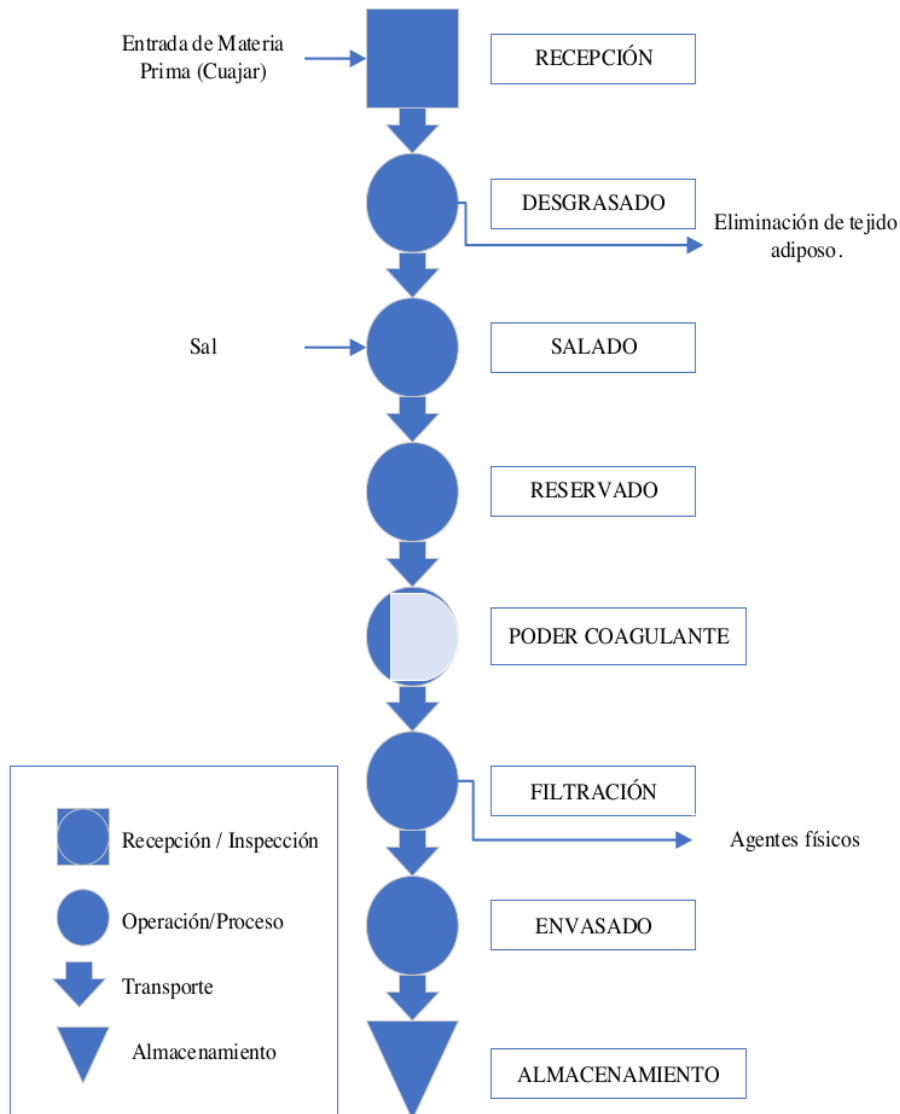 Entrada de Materia
Prima (Cuajar)
RECEPCIÓN
DESGRASADO
Eliminación de tejido
adiposo.
Sal
SALADO
RESERVADO
PODER COAGULANTE
FILTRACIÓN
Agentes físicos
ENVASADO
ALMACENAMIENTO
Recepción / Inspección
Operación/Proceso
Transporte
Almacenamiento